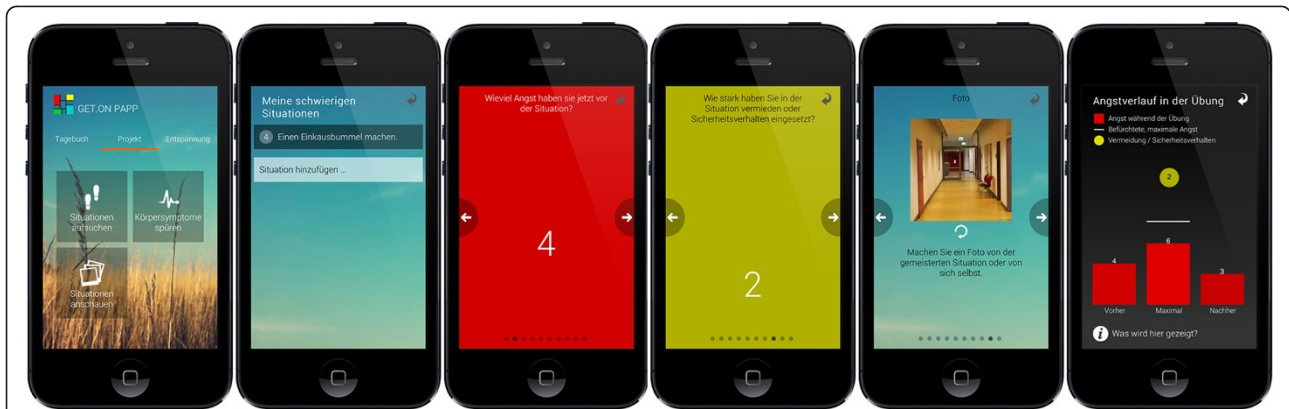 GET.ON PAPP
Tagebuch
Projekt
Entspannung
Situationen
aufsuchen
Körpersymptome
spüren
Situationen
anschauen
Meine schwierigen
Situationen
4 Einen Einkausbummel machen.
Situation hinzufügen ...
Wieviel Angst haben sie jetzt vor
der Situation?
4
Wie stark haben Sie in der
Situation vermieden oder
Sicherheitsverhalten eingesetzt?
2
Foto
Machen Sie ein Foto von der
gemeisterten Situation oder von
sich selbst.
Angstverlauf in der Übung
Angst während der Übung
Befürchtete, maximale Angst
Vermeidung / Sicherheitsverhalten
2
4
6
3
Vorher
Maximal
Nachher
i Was wird hier gezeigt?